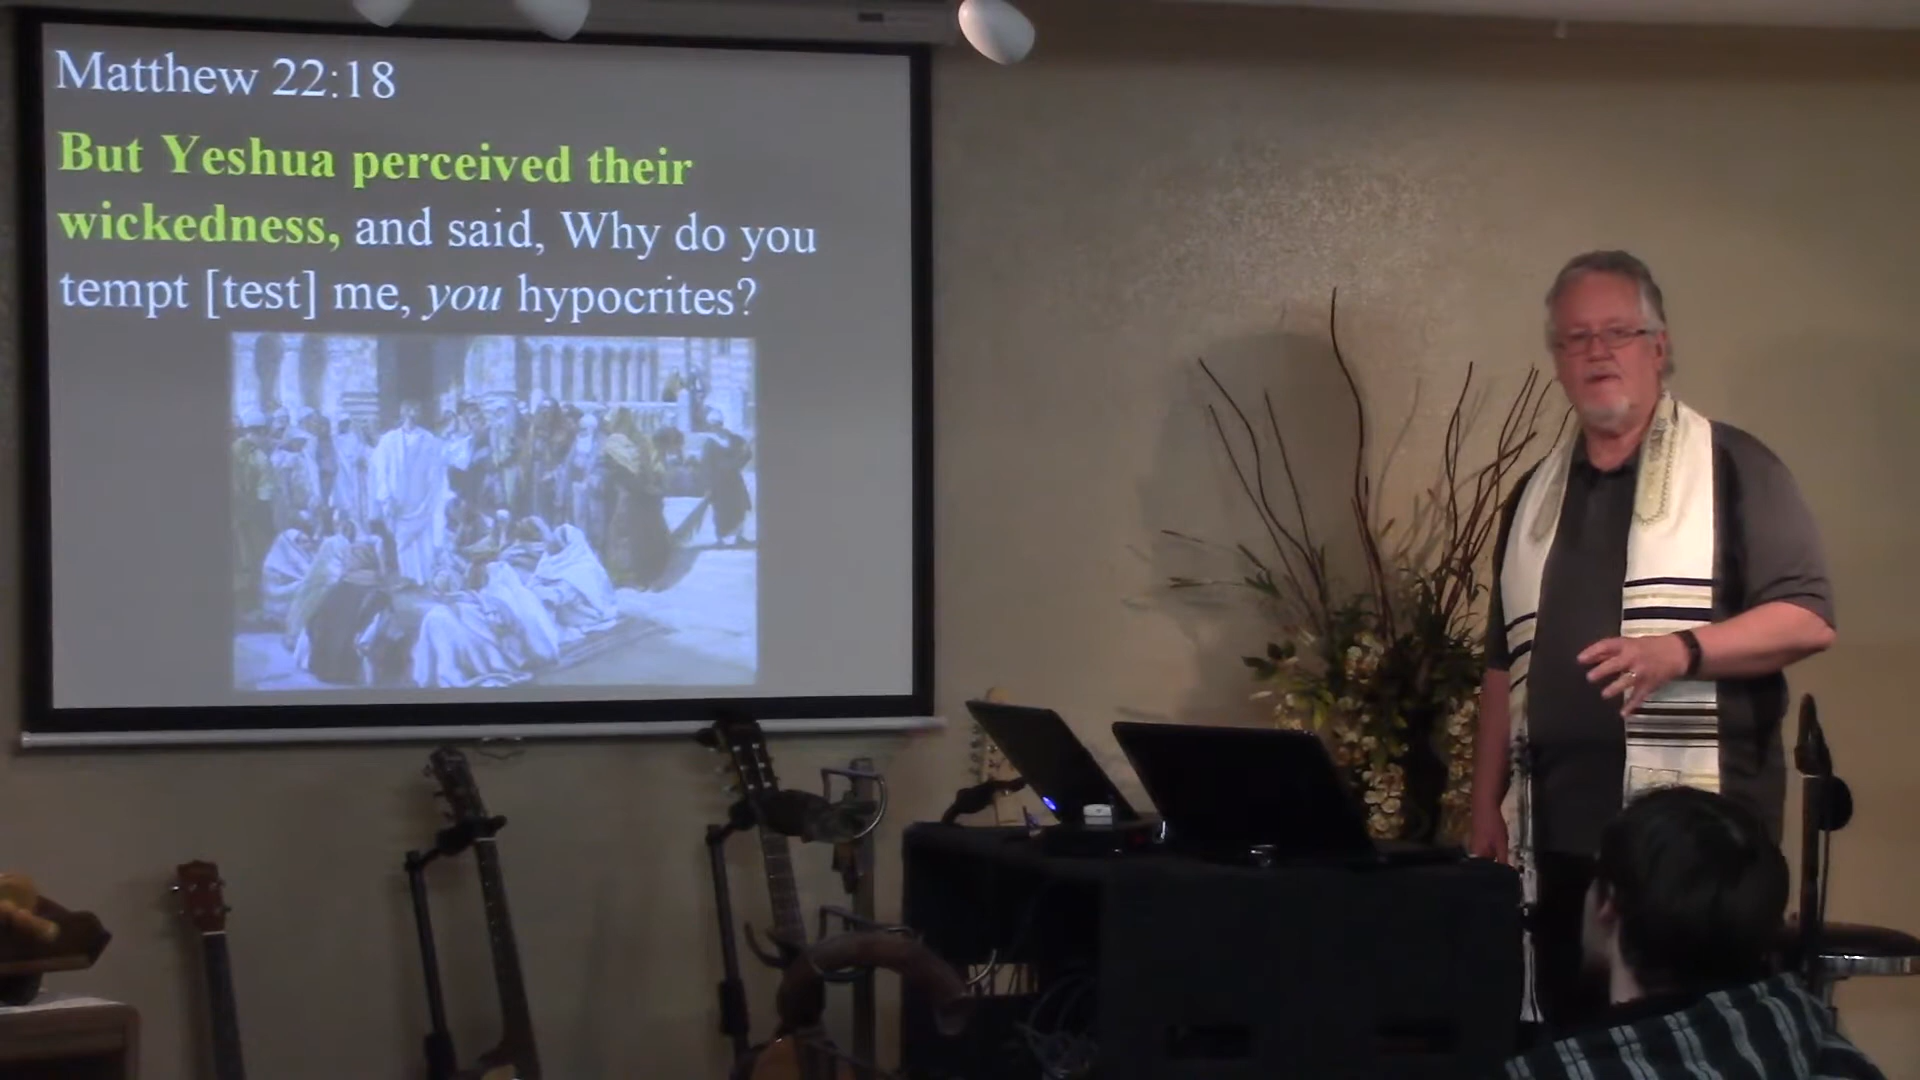 Matthew 22:18
But Yeshua perceived their
wickedness, and said, Why do you
tempt [test] me, you hypocrites?